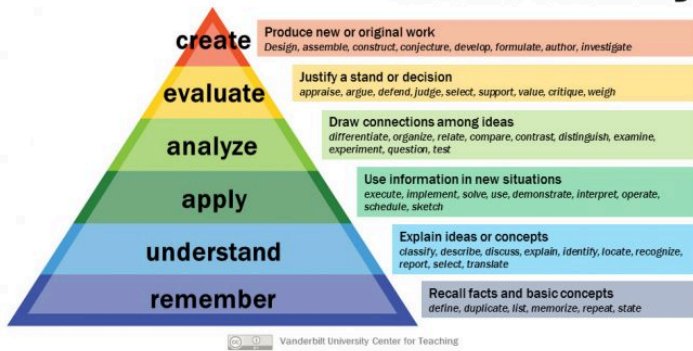 create
Produce new or original work
Design, assemble, construct, conjecture, develop, formulate, author, investigate
evaluate
Justify a stand or decision
appraise, argue, defend, judge, select, support, value, critique, weigh
analyze
Draw connections among ideas
differentiate, organize, relate, compare, contrast, distinguish, examine,
experiment, question, test
apply
Use information in new situations
execute, implement, solve, use, demonstrate, interpret, operate,
schedule, sketch
understand
Explain ideas or concepts
classify, describe, discuss, explain, identify, locate, recognize,
report, select, translate
remember
Recall facts and basic concepts
define, duplicate, list, memorize, repeat, state
cc
Vanderbilt University Center for Teaching